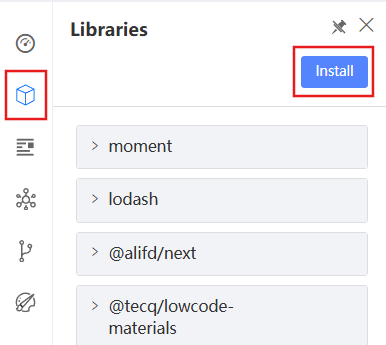 Libraries
Install
moment
lodash
@alifd/next
@tecq/lowcode-
materials